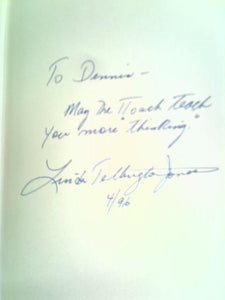 To Dennis -
May The TTouch teach
you more "thinking."
Linda Tellington-Jones
4/96